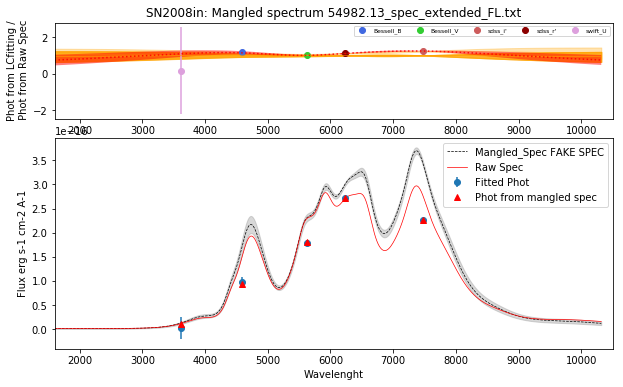 SN2008in: Mangled spectrum 54982.13_spec_extended_FL.txt
Phot from LCfitting /
Phot from Raw Spec
Bessell_B Bessell_V sdss_i' sdss_r' swift_U
2
0
−2
2000 3000 4000 5000 6000 7000 8000 9000 10000
1e−16
Mangled_Spec FAKE SPEC
Raw Spec
Fitted Phot
Phot from mangled spec
Flux erg s-1 cm-2 A-1
3.5
3.0
2.5
2.0
1.5
1.0
0.5
0.0
2000 3000 4000 5000 6000 7000 8000 9000 10000
Wavelenght